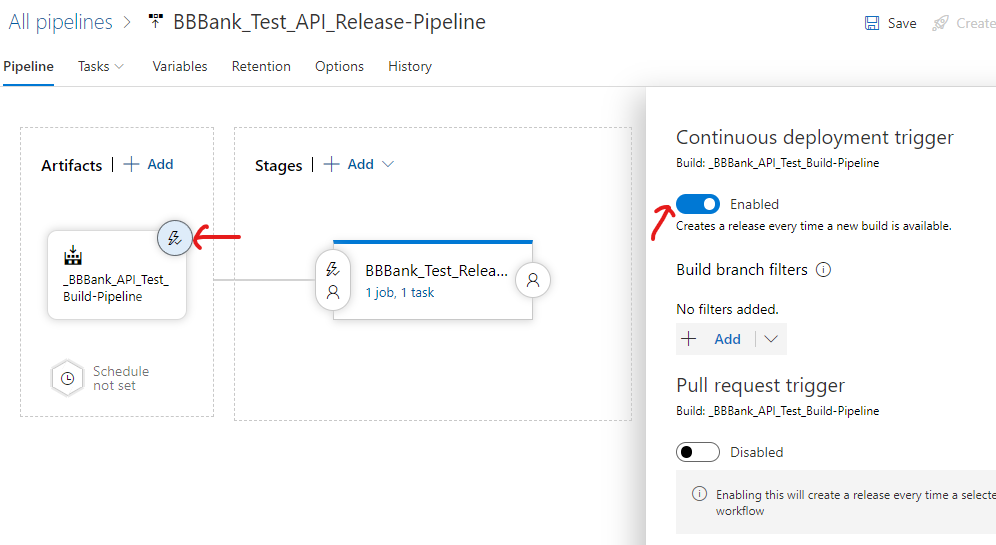 All pipelines > BBBank_Test_API_Release-Pipeline
Save
Create
Pipeline Tasks Variables Retention Options History
Artifacts | + Add
Stages | + Add
_BBBank_API_Test_
Build-Pipeline
Schedule
not set
BBBank_Test_Relea...
1 job, 1 task
Continuous deployment trigger
Build: _BBBank_API_Test_Build-Pipeline
Enabled
Creates a release every time a new build is available.
Build branch filters
No filters added.
+ Add
Pull request trigger
Build: _BBBank_API_Test_Build-Pipeline
Disabled
Enabling this will create a release every time a selecte
workflow